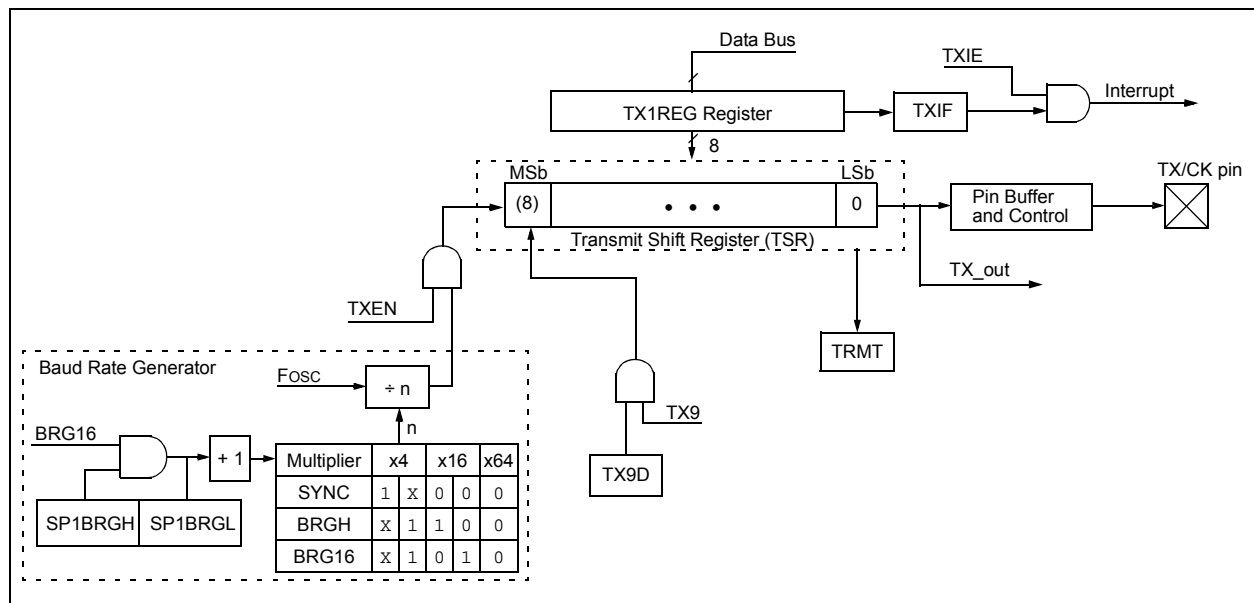 Data Bus
TXIE
Interrupt
TX1REG Register
TXIF
8
MSb
LSb
TX/CK pin
(8)
• • •
0
Pin Buffer
and Control
Transmit Shift Register (TSR)
TX_out
TXEN
TRMT
Baud Rate Generator
FOSC
÷ n
TX9
n
BRG16
+ 1
Multiplier x4 x16 x64
SYNC 1 X 0 0 0
BRGH X 1 1 0 0
BRG16 X 1 0 1 0
SP1BRGH SP1BRGL
TX9D